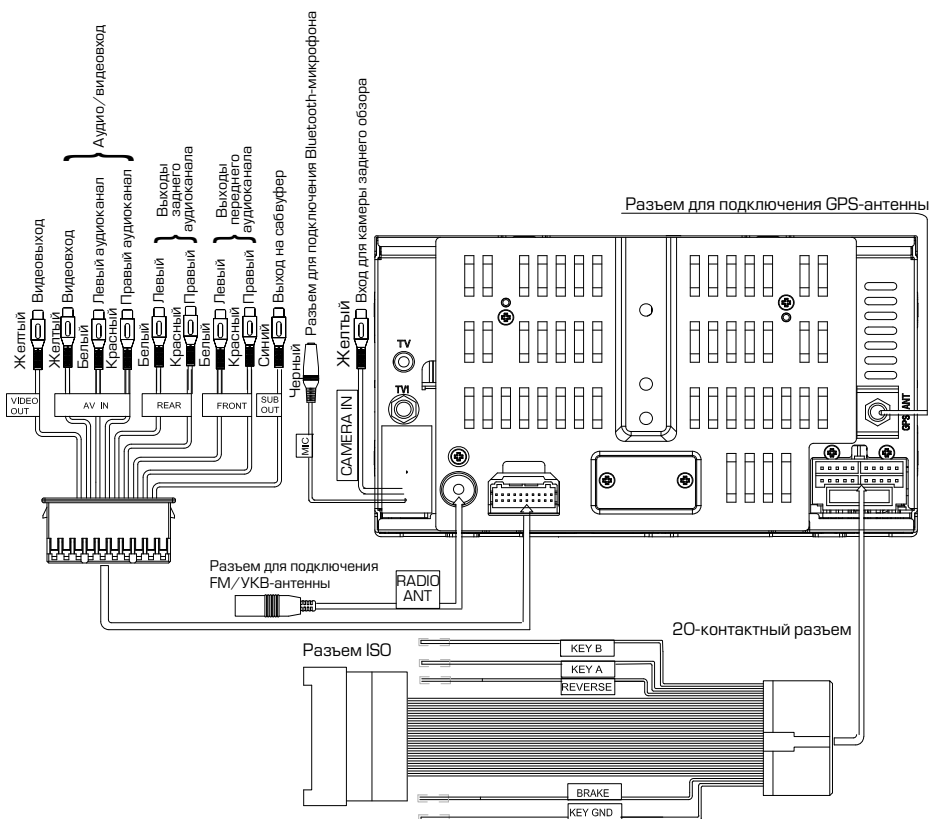 Аудио/видеовход
Выходы
заднего
аудиоканала
Выходы
переднего
аудиоканала
Желтый
Видеовыход
Желтый
Видеовход
Белый
Левый аудиоканал
Красный
Правый аудиоканал
Белый
Левый
Красный
Правый
Белый
Левый
Красный
Правый
Синий
Выход на сабвуфер
Черный
Разъем для подключения Bluetooth-микрофона
Желтый
Вход для камеры заднего обзора
VIDEO
OUT
AV IN
REAR
FRONT
SUB
OUT
MIC
CAMERA IN
Разъем для подключения GPS-антенны
TV
TV1
GPS ANT
Разъем для подключения
FM/УКВ-антенны
RADIO
ANT
20-контактный разъем
Разъем ISO
KEY B
KEY A
REVERSE
BRAKE
KEY GND